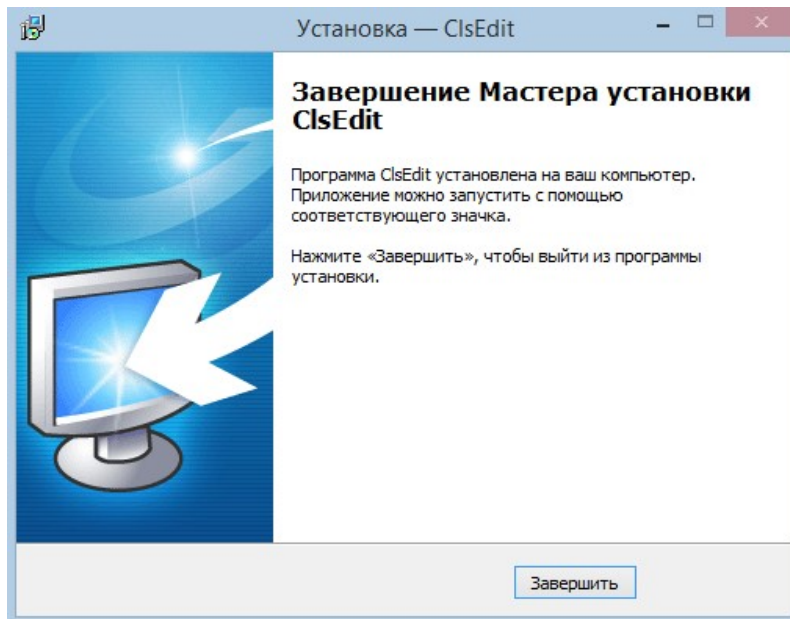 Установка — ClsEdit
Завершение Мастера установки
ClsEdit
Программа ClsEdit установлена на ваш компьютер.
Приложение можно запустить с помощью
соответствующего значка.
Нажмите «Завершить», чтобы выйти из программы
установки.
Завершить